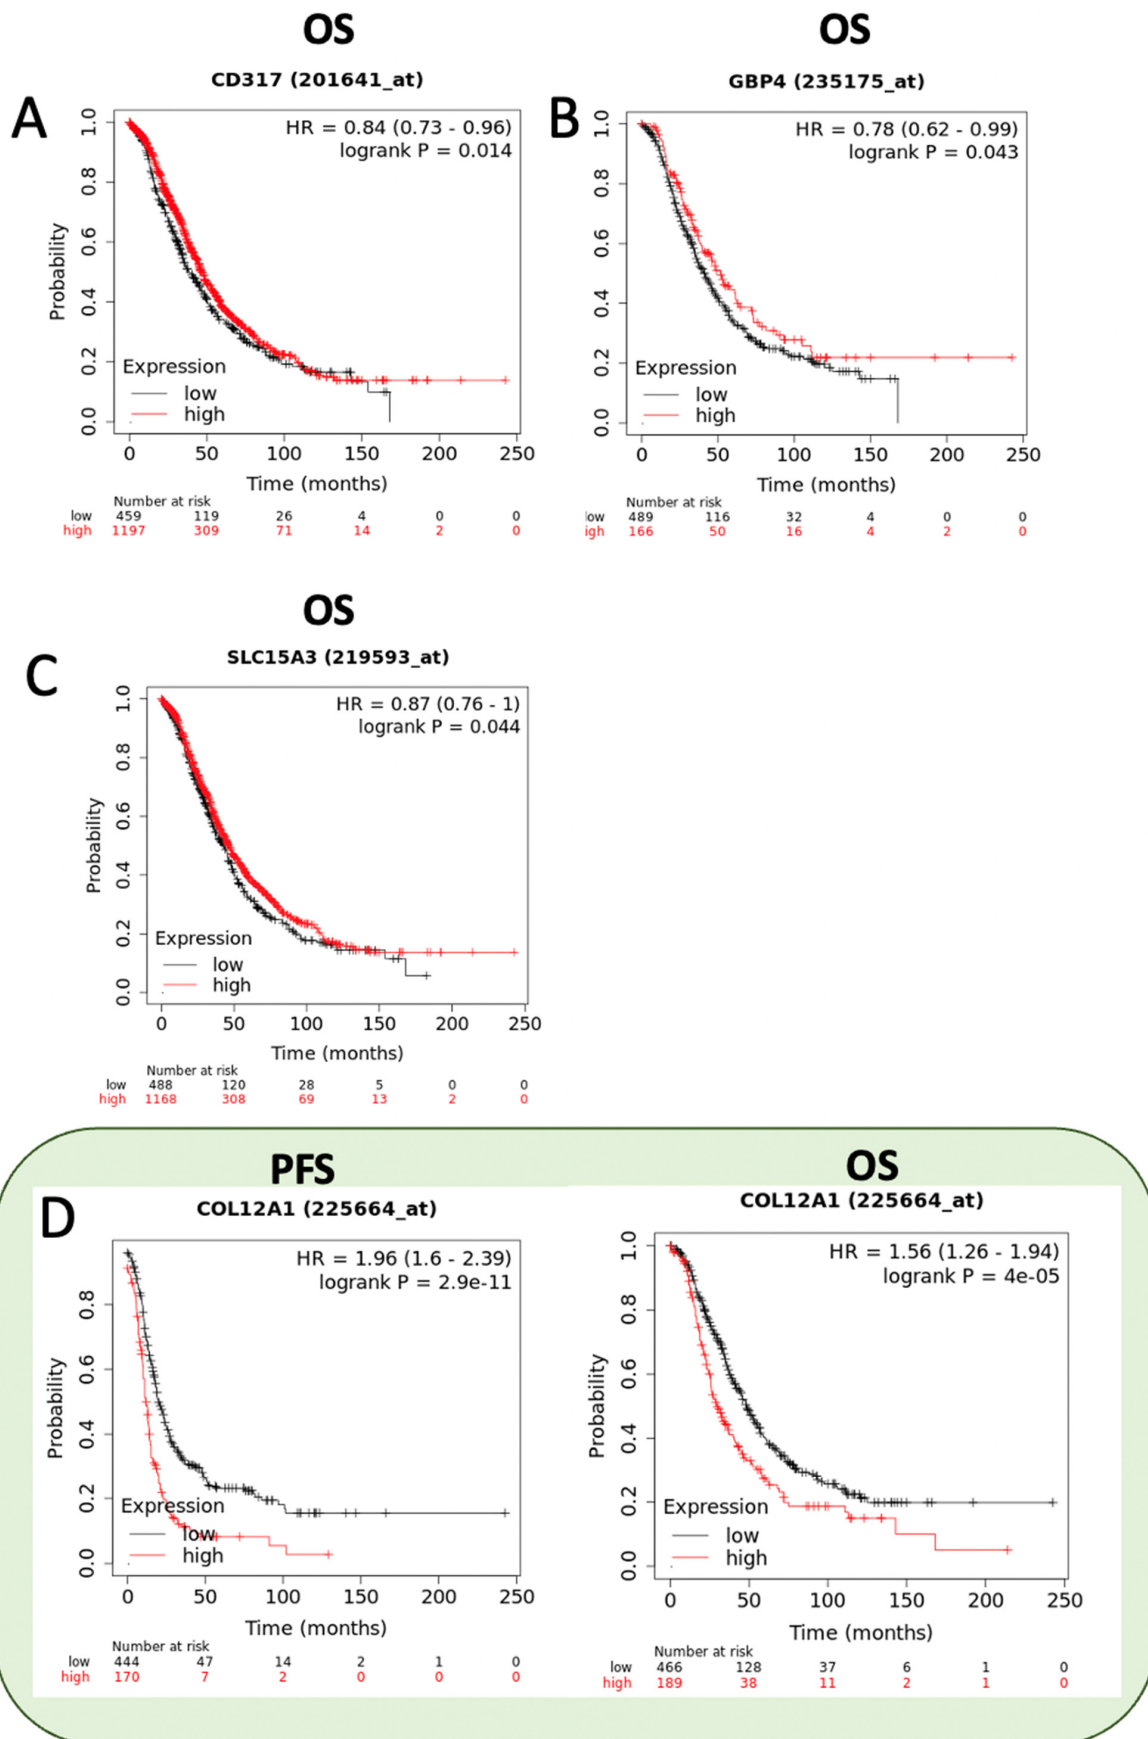 OS
CD317 (201641_at)
A
HR = 0.84 (0.73 - 0.96)
logrank P = 0.014
Probability
1.0
0.8
0.6
0.4
0.2
0.0
Expression
low
high
0 50 100 150 200 250
Time (months)
Number at risk
low 459 119 26 4 0 0
high 1197 309 71 14 2 0
OS
GBP4 (235175_at)
B
HR = 0.78 (0.62 - 0.99)
logrank P = 0.043
Probability
1.0
0.8
0.6
0.4
0.2
0.0
Expression
low
high
0 50 100 150 200 250
Time (months)
Number at risk
low 489 116 32 4 0 0
igh 166 50 16 4 2 0
OS
SLC15A3 (219593_at)
C
HR = 0.87 (0.76 - 1)
logrank P = 0.044
Probability
1.0
0.8
0.6
0.4
0.2
0.0
Expression
low
high
0 50 100 150 200 250
Time (months)
Number at risk
low 488 120 28 5 0 0
high 1168 308 69 13 2 0
PFS
D
COL12A1 (225664_at)
HR = 1.96 (1.6 - 2.39)
logrank P = 2.9e-11
Probability
0.8
0.6
0.4
0.2
0.0
Expression
low
high
0 50 100 150 200 250
Time (months)
Number at risk
low 444 47 14 2 1 0
high 170 7 2 0 0 0
OS
COL12A1 (225664_at)
HR = 1.56 (1.26 - 1.94)
logrank P = 4e-05
Probability
1.0
0.8
0.6
0.4
0.2
0.0
Expression
low
high
0 50 100 150 200 250
Time (months)
Number at risk
low 466 128 37 6 1 0
high 189 38 11 2 1 0